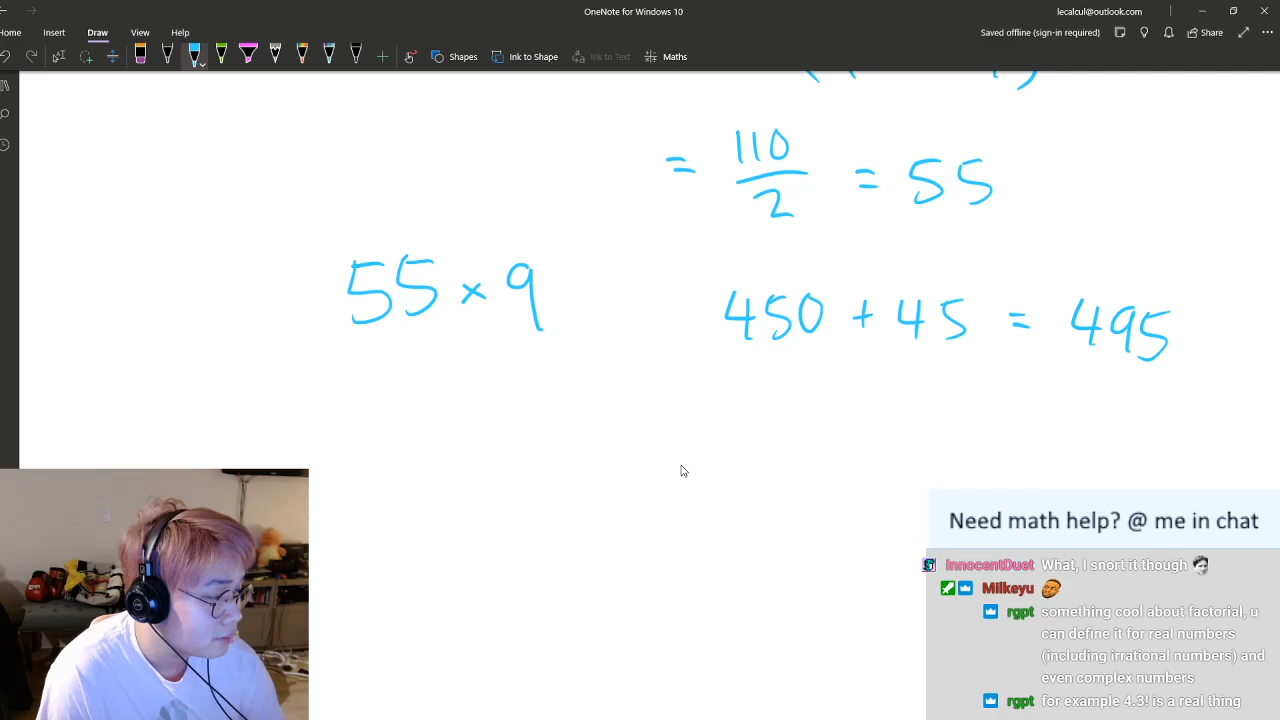 OneNote for Windows 10
lecalcul@outlook.com
Home Insert Draw View Help
Saved offline (sign-in required)
Share
Shapes
Ink to Shape
Ink to Text
Maths
= 110/2 = 55
55 × 9
450 + 45 = 495
Need math help? @ me in chat
InnocentDuet What, I snort it though
Milkeyu
rgpt something cool about factorial, u
can define it for real numbers
(including irrational numbers) and
even complex numbers
rgpt for example 4.3! is a real thing